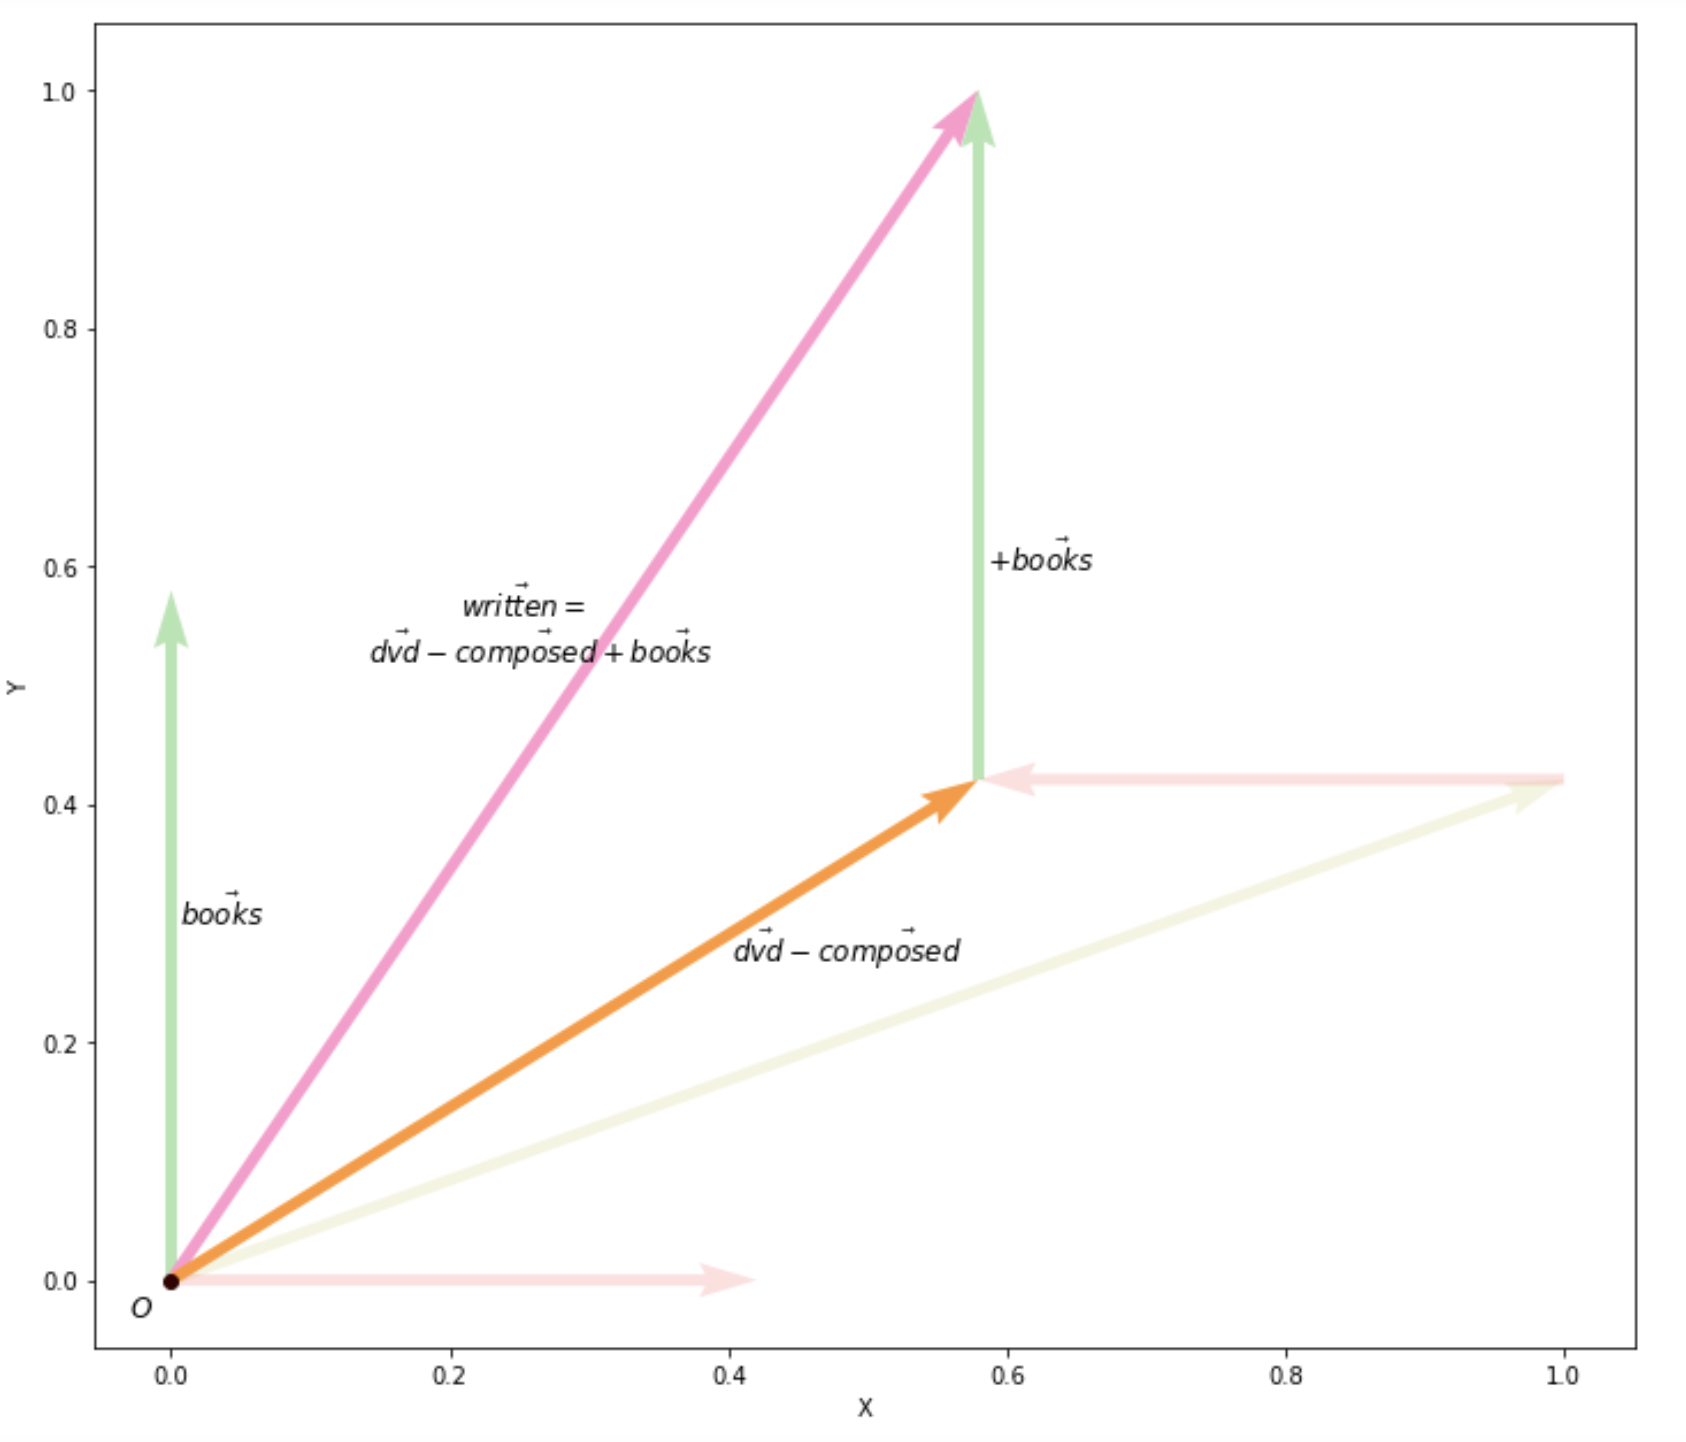 1.0
0.8
+books
0.6
written =
dvd − composed + books
Y
0.4
books
dvd − composed
0.2
0.0
O
0.0 0.2 0.4 0.6 0.8 1.0
X